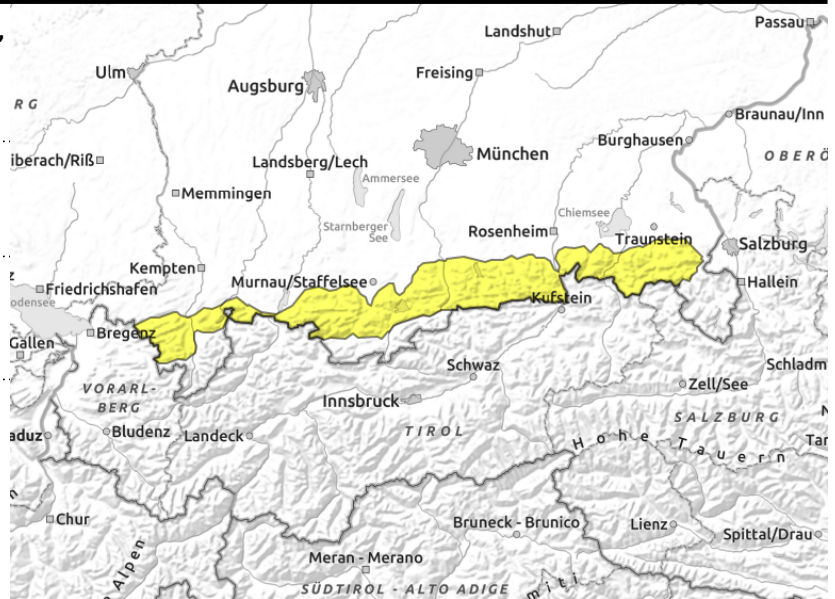 Passau
Landshut
Ulm
Freising
Augsburg
RG
Braunau/Inn
Burghausen
iberach/Riß
Landsberg/Lech
München
OBERÖ
Ammersee
Memmingen
Starnberger
See
Chiemsee
Rosenheim
Traunstein
Salzburg
Kempten
Murnau/Staffelsee
Hallein
z
Friedrichshafen
odensee
Kufstein
Bregenz
Gallen
Schwaz
Schladm
VORARL-
BERG
Zell/See
Innsbruck
SALZBURG
aduz
Bludenz
Landeck
TIROL
Hohe Tauern
Tar
Chur
Bruneck - Brunico
Lienz
Spittal/Drau
Alpen
Meran - Merano
SÜDTIROL - ALTO ADIGE
miti